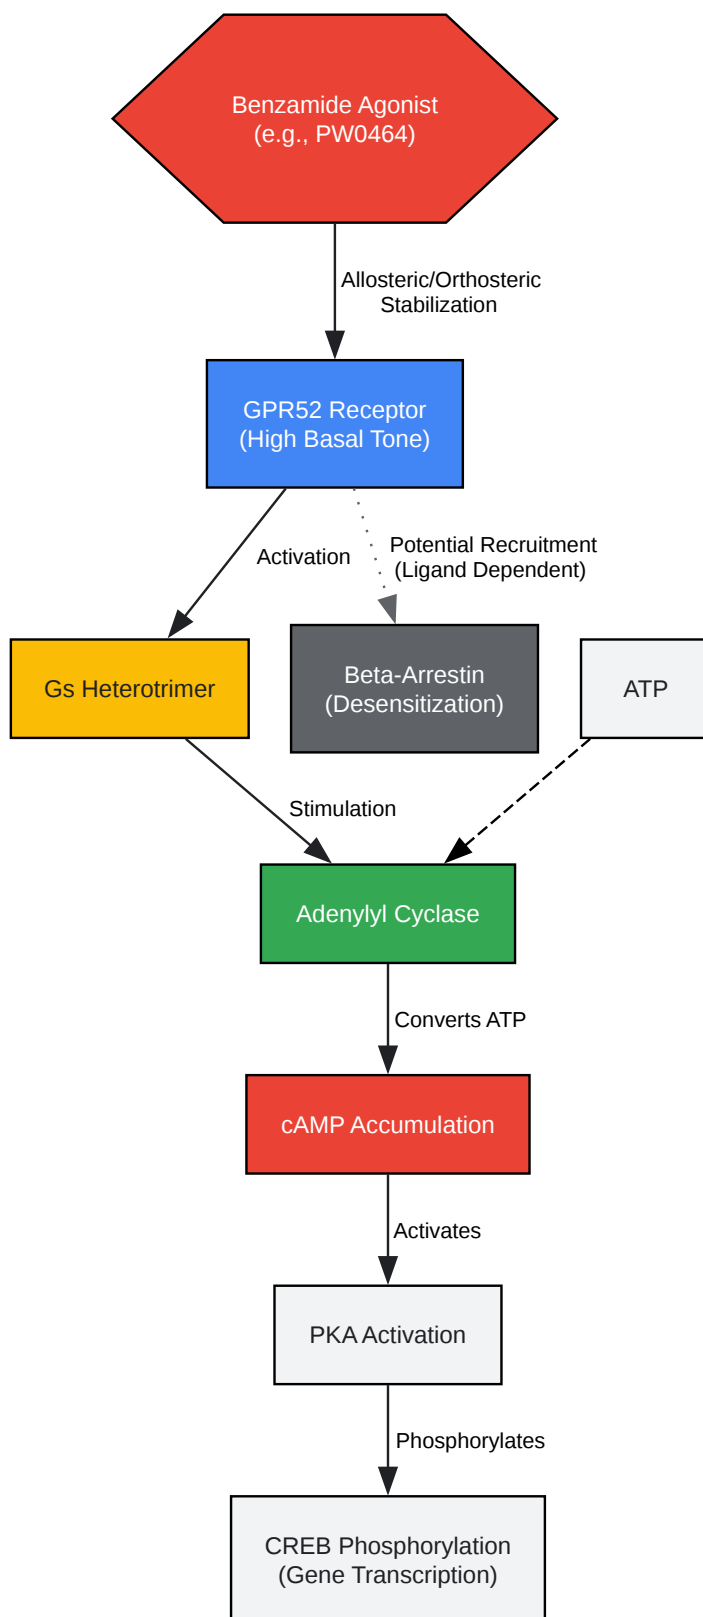 Benzamide Agonist
(e.g., PW0464)
Allosteric/Orthosteric
Stabilization
GPR52 Receptor
(High Basal Tone)
Activation
Potential Recruitment
(Ligand Dependent)
Gs Heterotrimer
Beta-Arrestin
(Desensitization)
ATP
Stimulation
Adenylyl Cyclase
Converts ATP
cAMP Accumulation
Activates
PKA Activation
Phosphorylates
CREB Phosphorylation
(Gene Transcription)